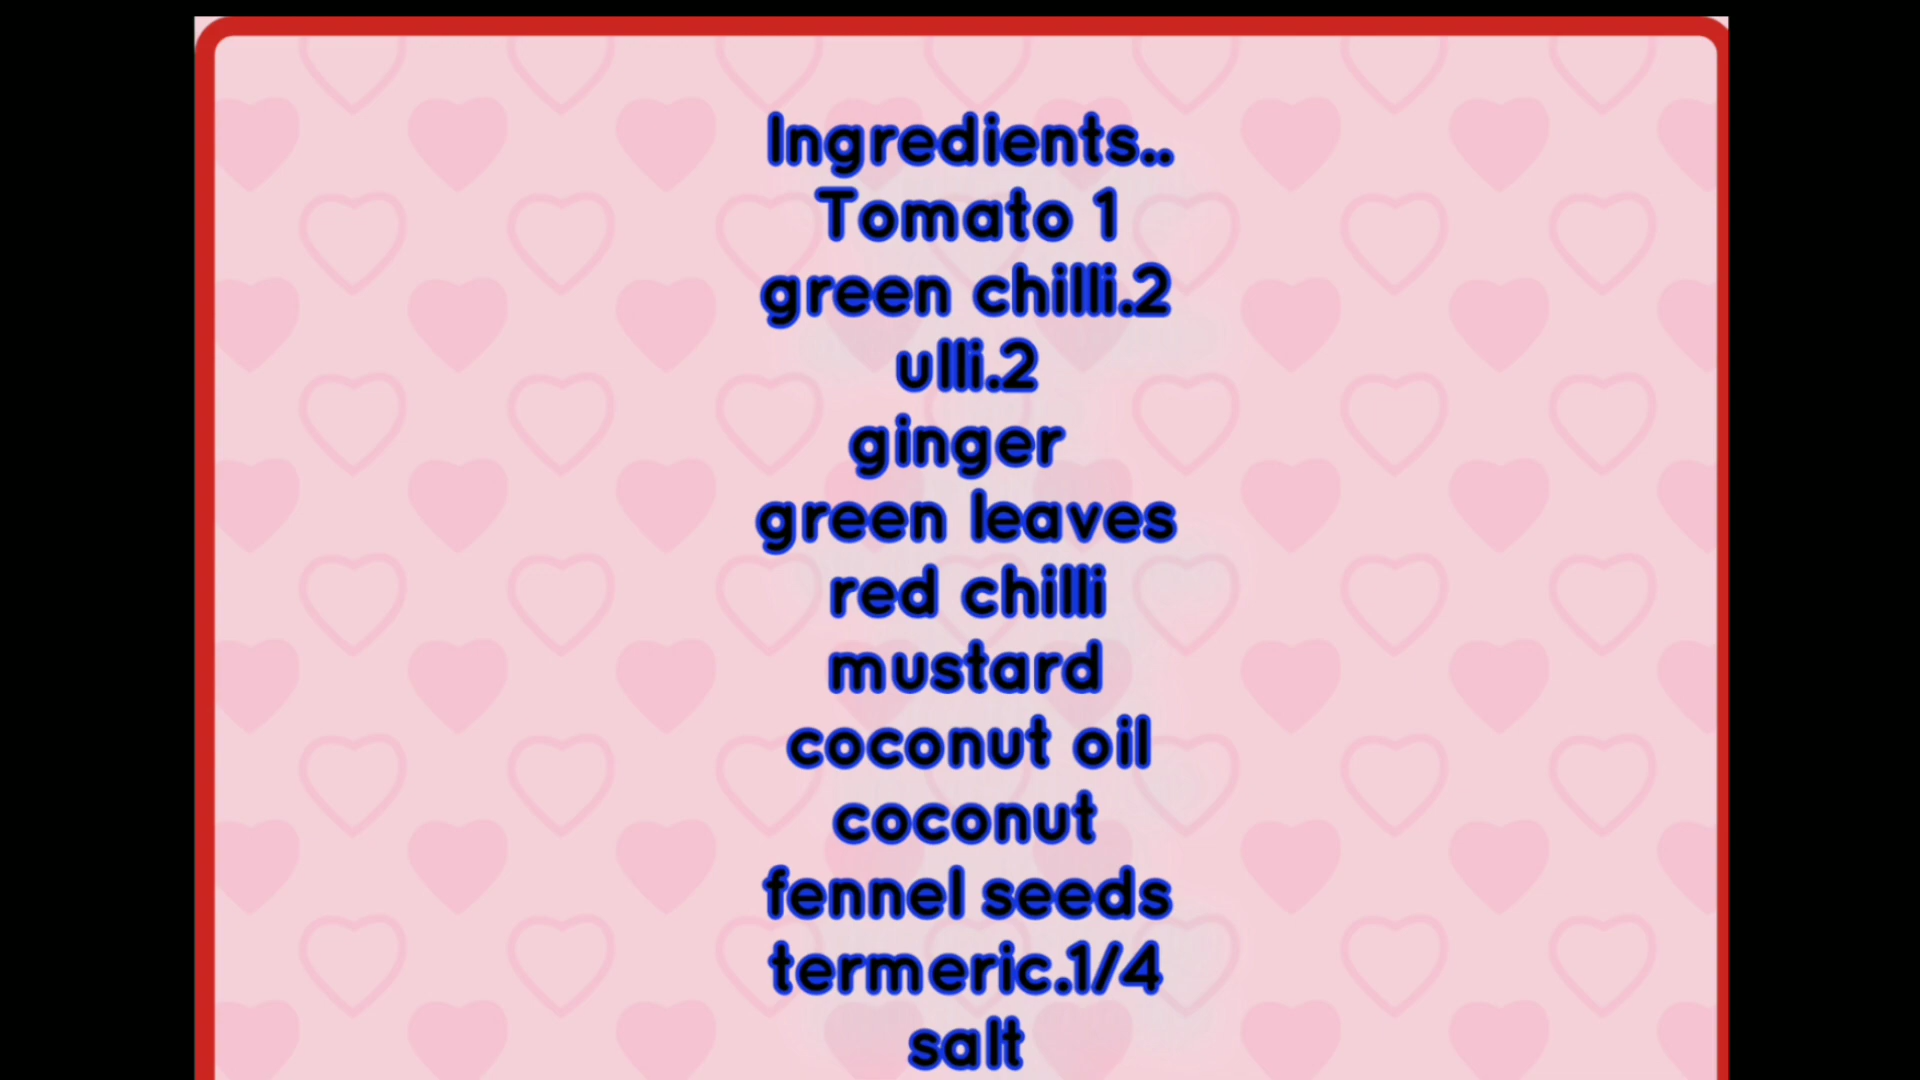 Ingredients..
Tomato 1
green chilli.2
ulli.2
ginger
green leaves
red chilli
mustard
coconut oil
coconut
fennel seeds
termeric.1/4
salt